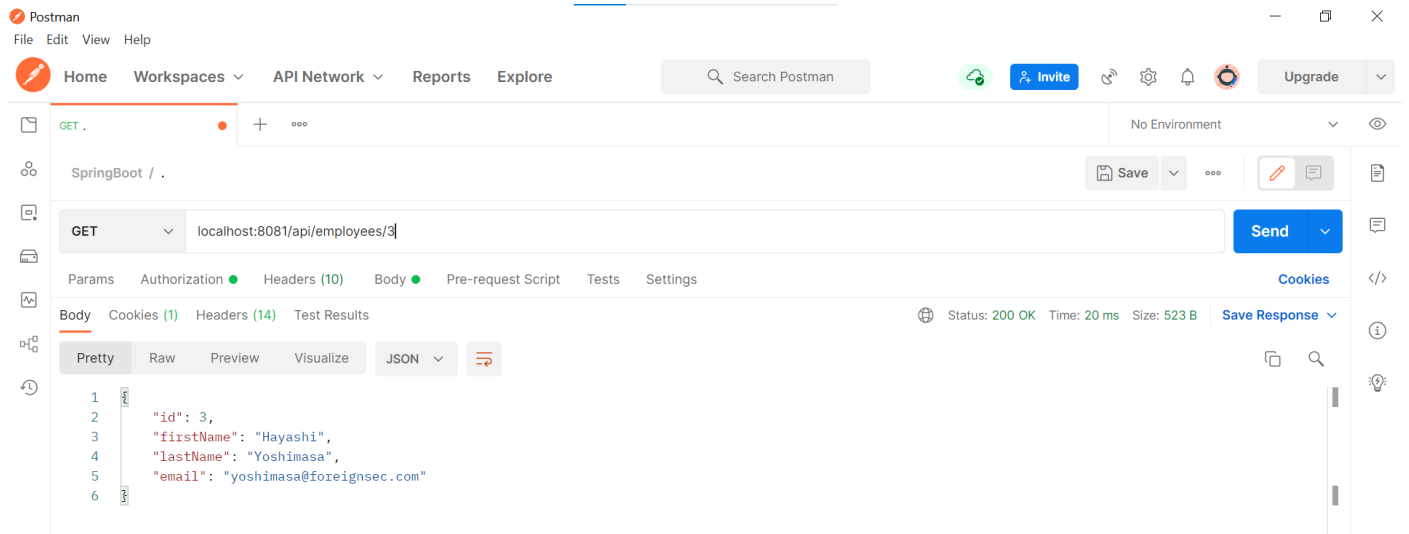 Postman
File Edit View Help
Home Workspaces API Network Reports Explore Search Postman Invite Upgrade
GET . No Environment
SpringBoot / . Save
GET localhost:8081/api/employees/3 Send
Params Authorization Headers (10) Body Pre-request Script Tests Settings Cookies
Body Cookies (1) Headers (14) Test Results Status: 200 OK Time: 20 ms Size: 523 B Save Response
Pretty Raw Preview Visualize JSON
1 {
2 "id": 3,
3 "firstName": "Hayashi",
4 "lastName": "Yoshimasa",
5 "email": "yoshimasa@foreignsec.com"
6 }